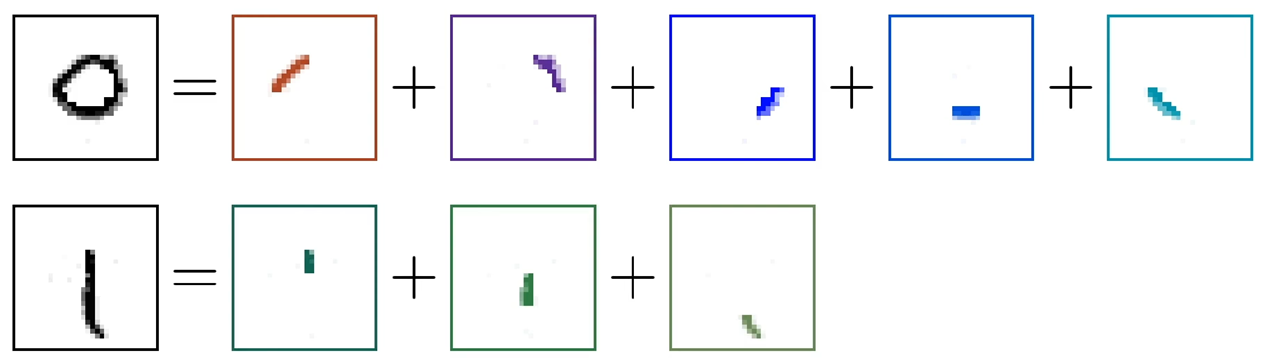 0 = + + + +
1 = + +